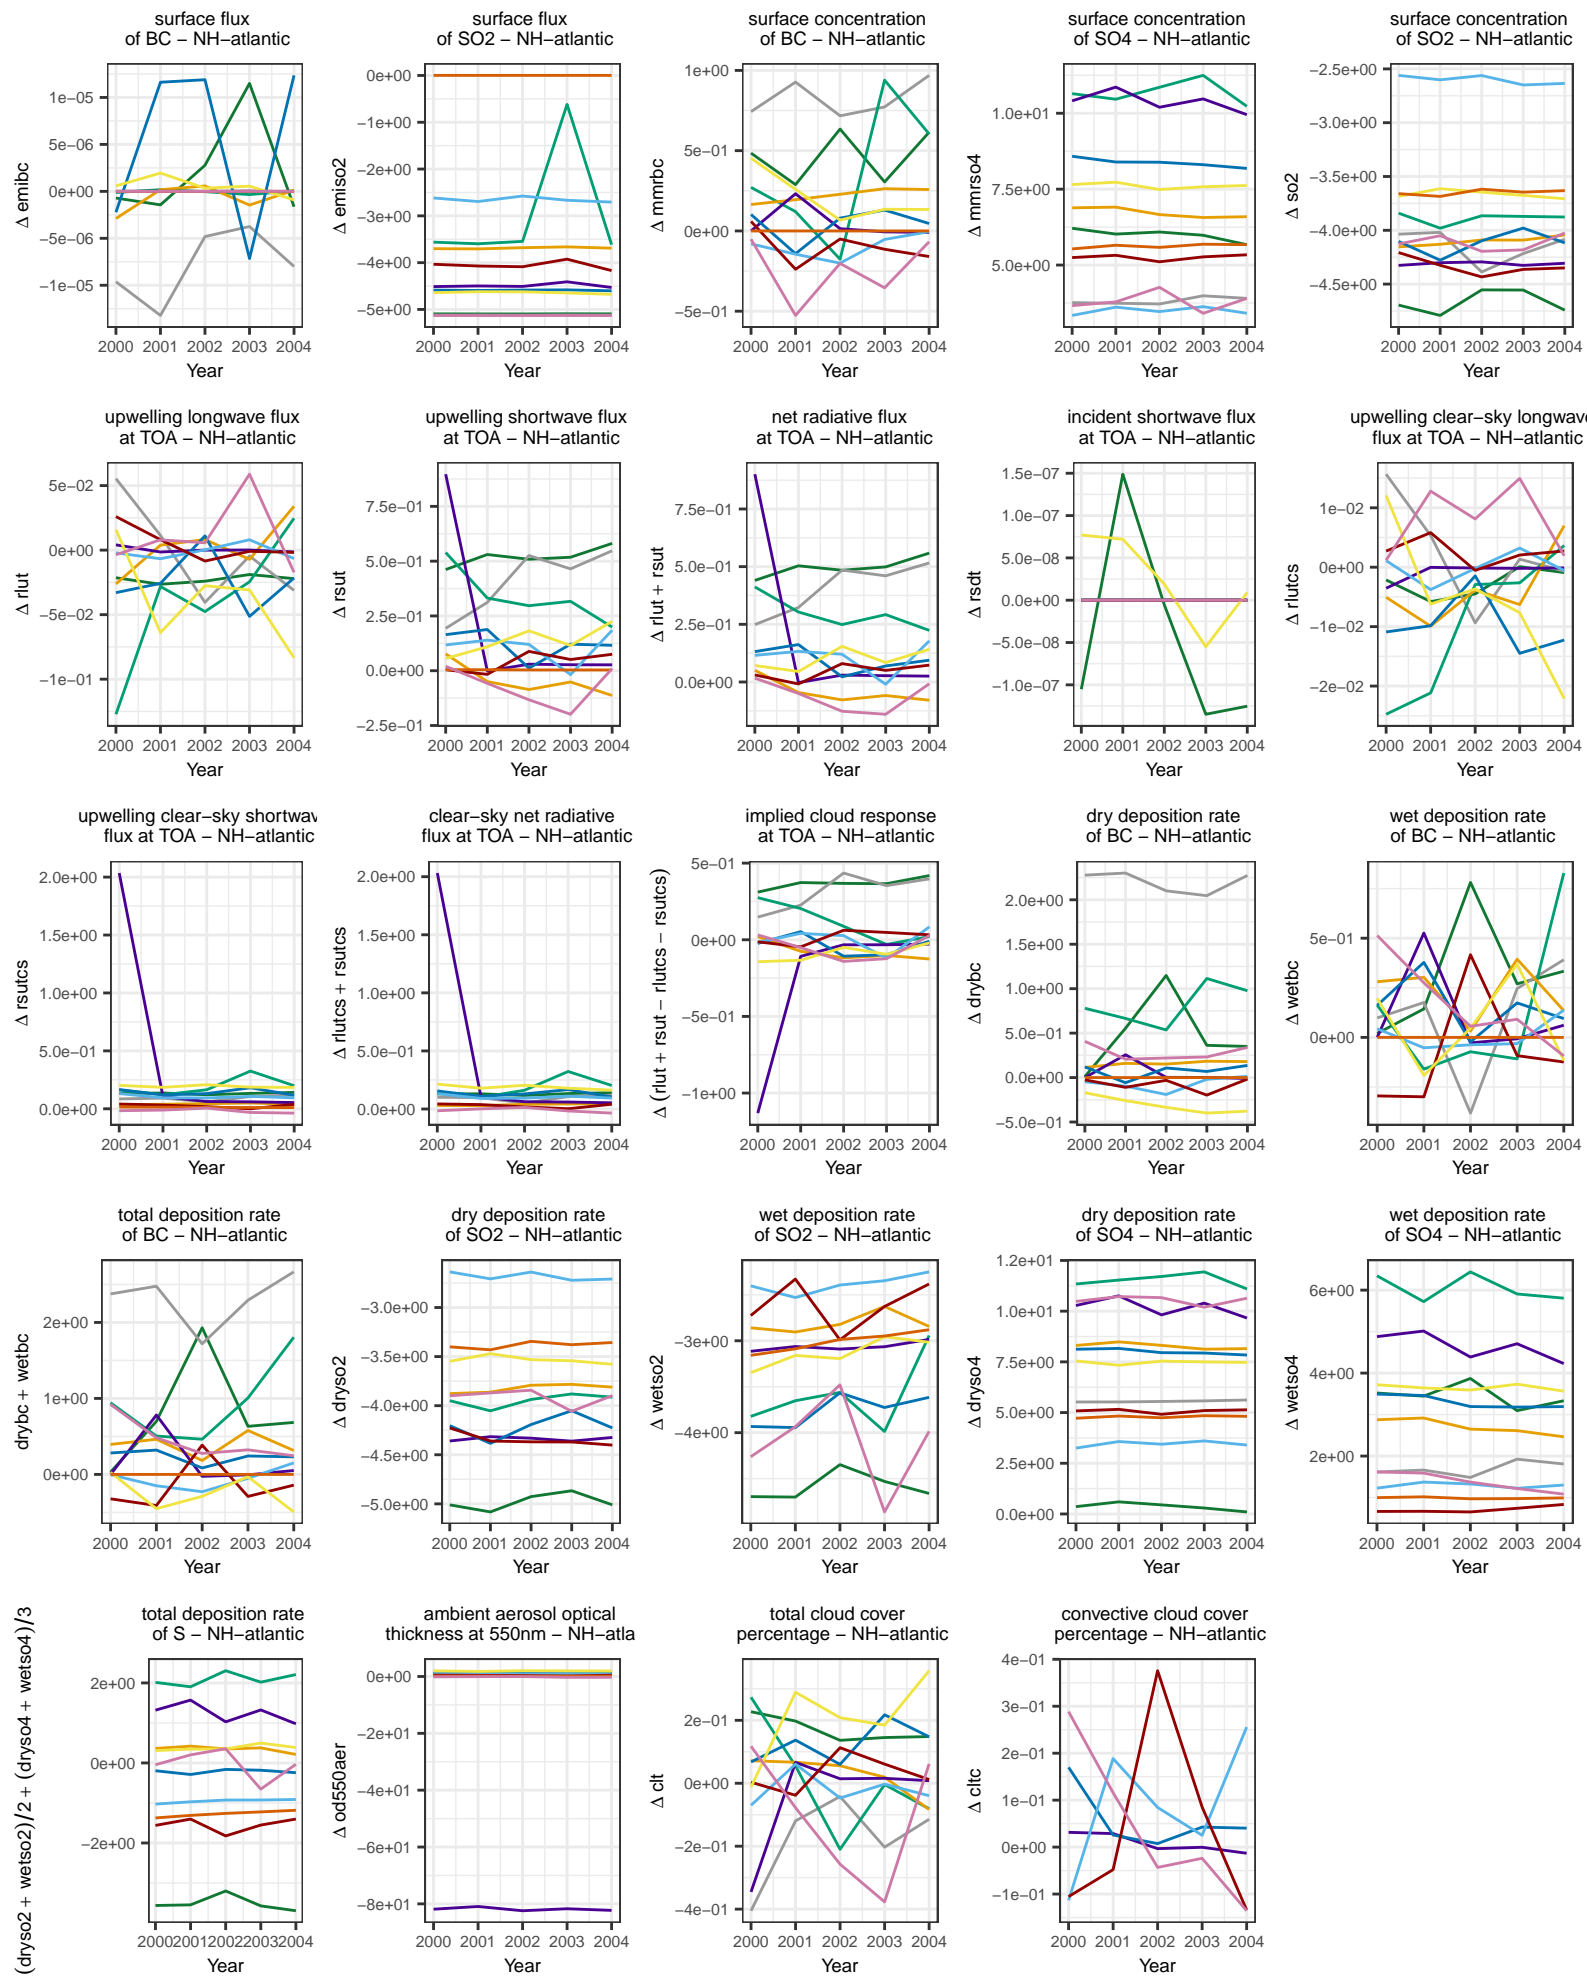 surface flux
of BC − NH−atlantic
Δ emibc
1e−05
5e−06
0e+00
−5e−06
−1e−05
2000 2001 2002 2003 2004
Year
surface flux
of SO2 − NH−atlantic
Δ emiso2
0e+00
−1e+00
−2e+00
−3e+00
−4e+00
−5e+00
2000 2001 2002 2003 2004
Year
surface concentration
of BC − NH−atlantic
Δ mmrbc
1e+00
5e−01
0e+00
−5e−01
2000 2001 2002 2003 2004
Year
surface concentration
of SO4 − NH−atlantic
Δ mmrso4
1.0e+01
7.5e+00
5.0e+00
2000 2001 2002 2003 2004
Year
surface concentration
of SO2 − NH−atlantic
Δ so2
−2.5e+00
−3.0e+00
−3.5e+00
−4.0e+00
−4.5e+00
2000 2001 2002 2003 2004
Year
upwelling longwave flux
at TOA − NH−atlantic
Δ rlut
5e−02
0e+00
−5e−02
−1e−01
2000 2001 2002 2003 2004
Year
upwelling shortwave flux
at TOA − NH−atlantic
Δ rsut
7.5e−01
5.0e−01
2.5e−01
0.0e+00
−2.5e−01
2000 2001 2002 2003 2004
Year
net radiative flux
at TOA − NH−atlantic
Δ rlut + rsut
7.5e−01
5.0e−01
2.5e−01
0.0e+00
2000 2001 2002 2003 2004
Year
incident shortwave flux
at TOA − NH−atlantic
Δ rsdt
1.5e−07
1.0e−07
5.0e−08
0.0e+00
−5.0e−08
−1.0e−07
2000 2001 2002 2003 2004
Year
upwelling clear−sky longwave
flux at TOA − NH−atlantic
Δ rlutcs
1e−02
0e+00
−1e−02
−2e−02
2000 2001 2002 2003 2004
Year
upwelling clear−sky shortwav
flux at TOA − NH−atlantic
Δ rsutcs
2.0e+00
1.5e+00
1.0e+00
5.0e−01
0.0e+00
2000 2001 2002 2003 2004
Year
clear−sky net radiative
flux at TOA − NH−atlantic
Δ rlutcs + rsutcs
2.0e+00
1.5e+00
1.0e+00
5.0e−01
0.0e+00
2000 2001 2002 2003 2004
Year
implied cloud response
at TOA − NH−atlantic
Δ (rlut + rsut − rlutcs − rsutcs)
5e−01
0e+00
−5e−01
−1e+00
2000 2001 2002 2003 2004
Year
dry deposition rate
of BC − NH−atlantic
Δ drybc
2.0e+00
1.5e+00
1.0e+00
5.0e−01
0.0e+00
−5.0e−01
2000 2001 2002 2003 2004
Year
wet deposition rate
of BC − NH−atlantic
Δ wetbc
5e−01
0e+00
2000 2001 2002 2003 2004
Year
total deposition rate
of BC − NH−atlantic
drybc + wetbc
2e+00
1e+00
0e+00
2000 2001 2002 2003 2004
Year
dry deposition rate
of SO2 − NH−atlantic
Δ dryso2
−3.0e+00
−3.5e+00
−4.0e+00
−4.5e+00
−5.0e+00
2000 2001 2002 2003 2004
Year
wet deposition rate
of SO2 − NH−atlantic
Δ wetso2
−3e+00
−4e+00
2000 2001 2002 2003 2004
Year
dry deposition rate
of SO4 − NH−atlantic
Δ dryso4
1.2e+01
1.0e+01
7.5e+00
5.0e+00
2.5e+00
0.0e+00
2000 2001 2002 2003 2004
Year
wet deposition rate
of SO4 − NH−atlantic
Δ wetso4
6e+00
4e+00
2e+00
2000 2001 2002 2003 2004
Year
total deposition rate
of S − NH−atlantic
(dryso2 + wetso2)/2 + (dryso4 + wetso4)/3
2e+00
0e+00
−2e+00
2000 2001 2002 2003 2004
Year
ambient aerosol optical
thickness at 550nm − NH−atla
Δ od550aer
0e+00
−2e+01
−4e+01
−6e+01
−8e+01
2000 2001 2002 2003 2004
Year
total cloud cover
percentage − NH−atlantic
Δ clt
2e−01
0e+00
−2e−01
−4e−01
2000 2001 2002 2003 2004
Year
convective cloud cover
percentage − NH−atlantic
Δ cltc
4e−01
3e−01
2e−01
1e−01
0e+00
−1e−01
2000 2001 2002 2003 2004
Year